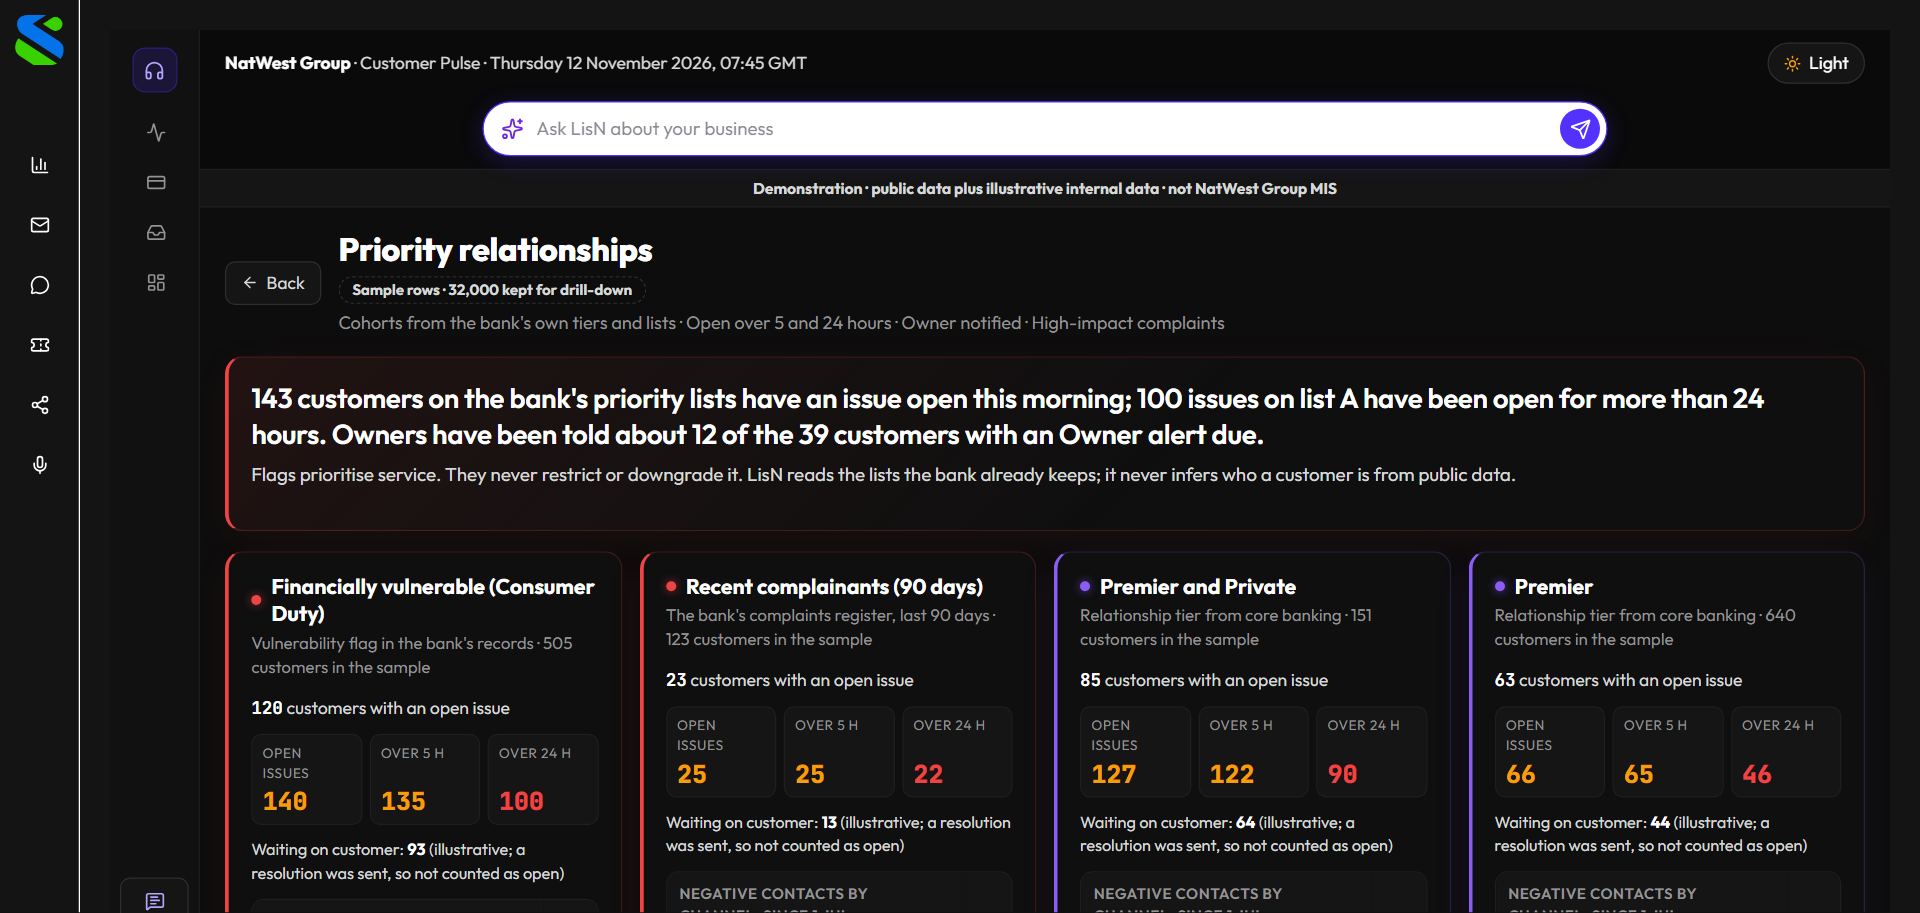 NatWest Group · Customer Pulse · Thursday 12 November 2026, 07:45 GMT
Light
Ask LisN about your business
Demonstration · public data plus illustrative internal data · not NatWest Group MIS
Back
Priority relationships
Sample rows · 32,000 kept for drill-down
Cohorts from the bank's own tiers and lists · Open over 5 and 24 hours · Owner notified · High-impact complaints
143 customers on the bank's priority lists have an issue open this morning; 100 issues on list A have been open for more than 24
hours. Owners have been told about 12 of the 39 customers with an Owner alert due.
Flags prioritise service. They never restrict or downgrade it. LisN reads the lists the bank already keeps; it never infers who a customer is from public data.
Financially vulnerable (Consumer
Duty)
Vulnerability flag in the bank's records · 505
customers in the sample
120 customers with an open issue
OPEN
ISSUES
140
OVER 5 H
135
OVER 24 H
100
Waiting on customer: 93 (illustrative; a
resolution was sent, so not counted as open)
Recent complainants (90 days)
The bank's complaints register, last 90 days ·
123 customers in the sample
23 customers with an open issue
OPEN
ISSUES
25
OVER 5 H
25
OVER 24 H
22
Waiting on customer: 13 (illustrative; a resolution
was sent, so not counted as open)
NEGATIVE CONTACTS BY
Premier and Private
Relationship tier from core banking · 151
customers in the sample
85 customers with an open issue
OPEN
ISSUES
127
OVER 5 H
122
OVER 24 H
90
Waiting on customer: 64 (illustrative; a
resolution was sent, so not counted as open)
NEGATIVE CONTACTS BY
Premier
Relationship tier from core banking · 640
customers in the sample
63 customers with an open issue
OPEN
ISSUES
66
OVER 5 H
65
OVER 24 H
46
Waiting on customer: 44 (illustrative; a
resolution was sent, so not counted as open)
NEGATIVE CONTACTS BY